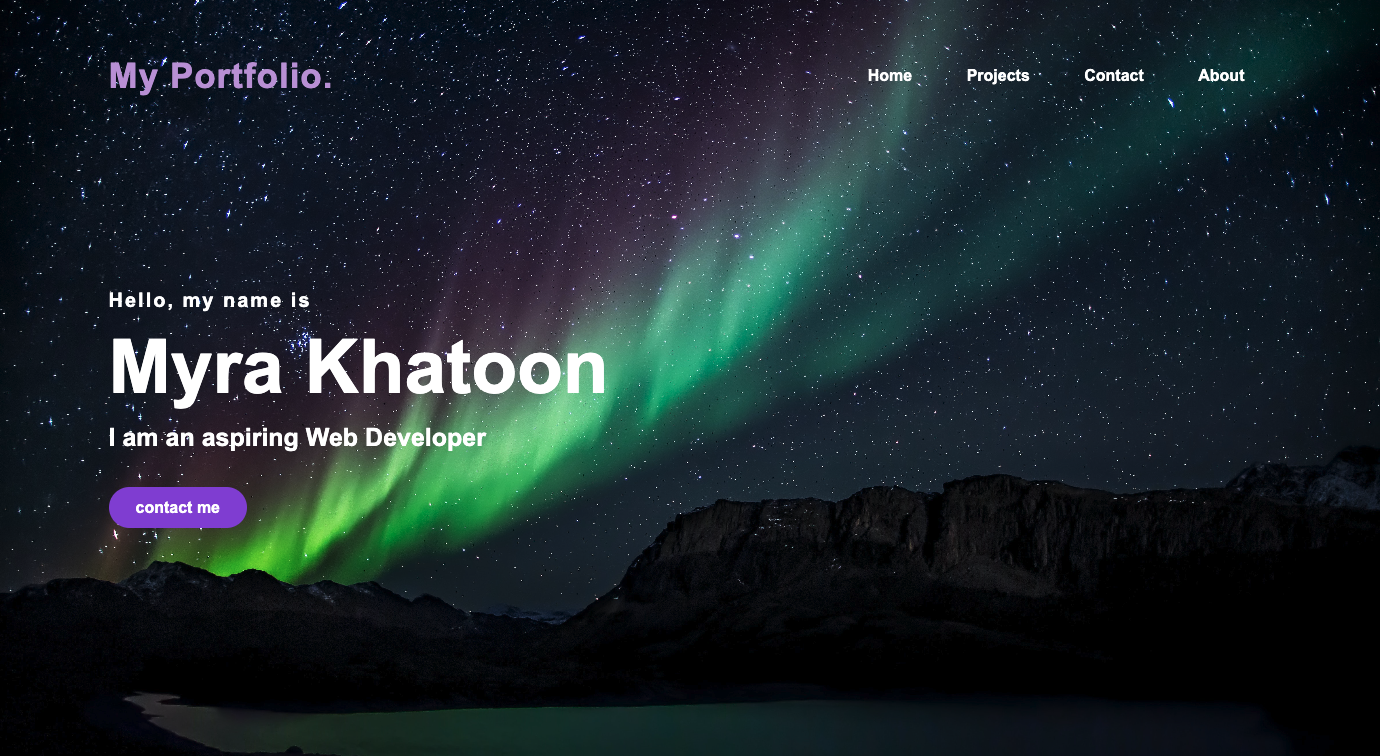 My Portfolio.
Home Projects Contact About
Hello, my name is
Myra Khatoon
I am an aspiring Web Developer
contact me